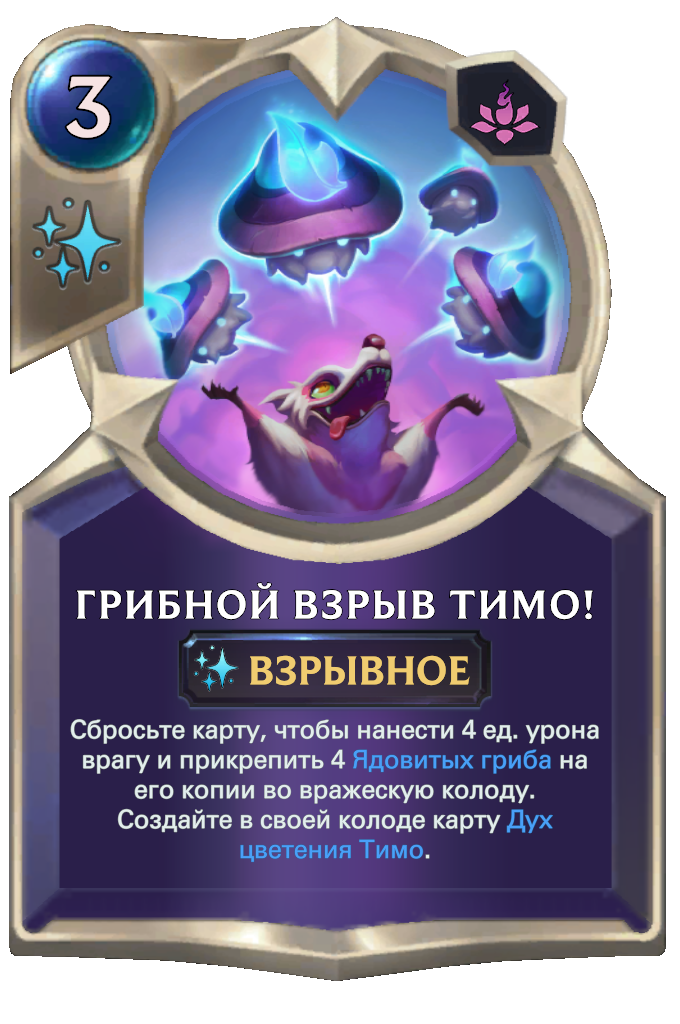 3
ГРИБНОЙ ВЗРЫВ ТИМО!
ВЗРЫВНОЕ
Сбросьте карту, чтобы нанести 4 ед. урона
врагу и прикрепить 4 Ядовитых гриба на
его копии во вражескую колоду.
Создайте в своей колоде карту Дух
цветения Тимо.